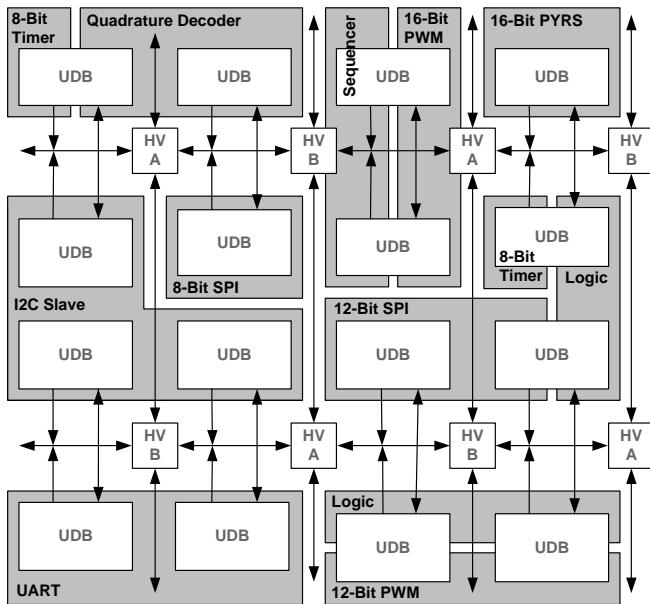 8-Bit
Timer
Quadrature Decoder
Sequencer
16-Bit
PWM
16-Bit PYRS
UDB
UDB
UDB
UDB
HV
A
HV
B
HV
A
HV
B
UDB
UDB
UDB
UDB
8-Bit
Timer
Logic
8-Bit SPI
I2C Slave
12-Bit SPI
UDB
UDB
UDB
UDB
HV
B
HV
A
HV
B
HV
A
Logic
UDB
UDB
UDB
UDB
UART
12-Bit PWM